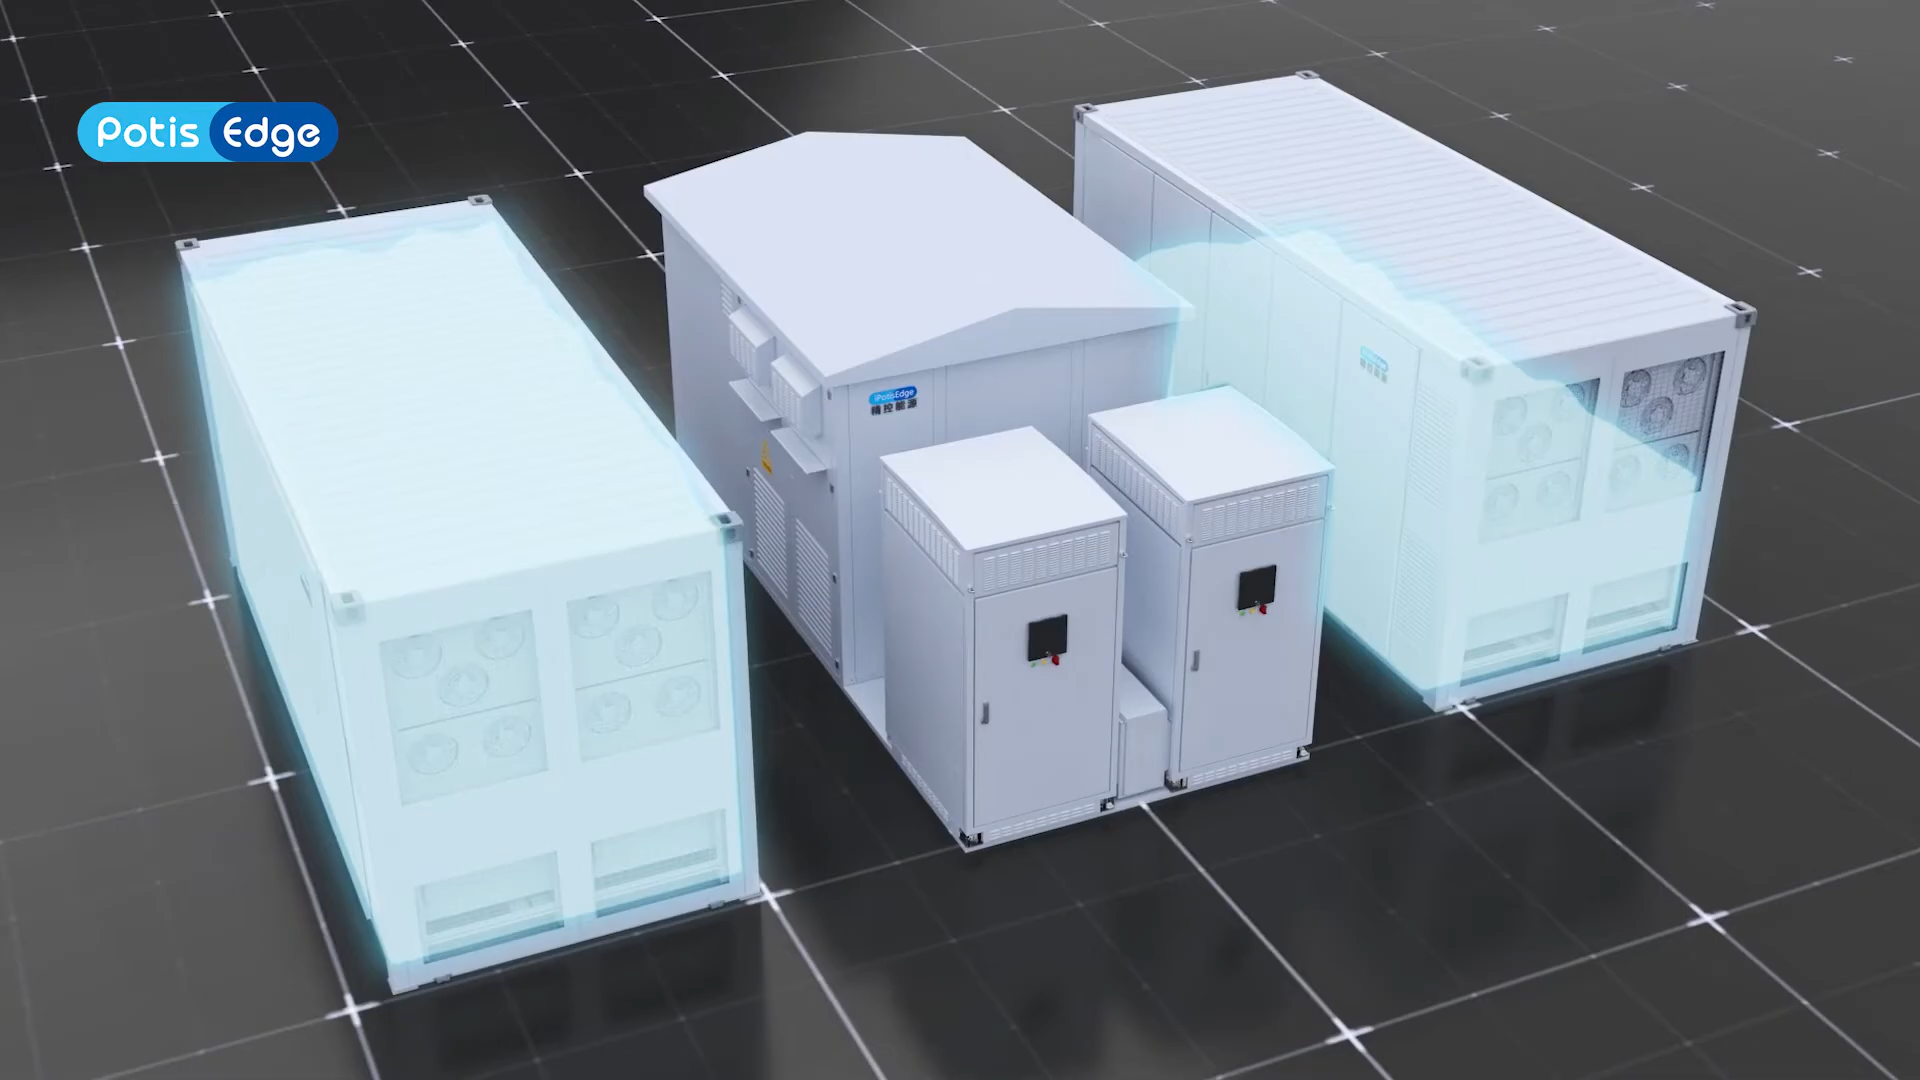 Potis Edge
iPotisEdge
精控能源